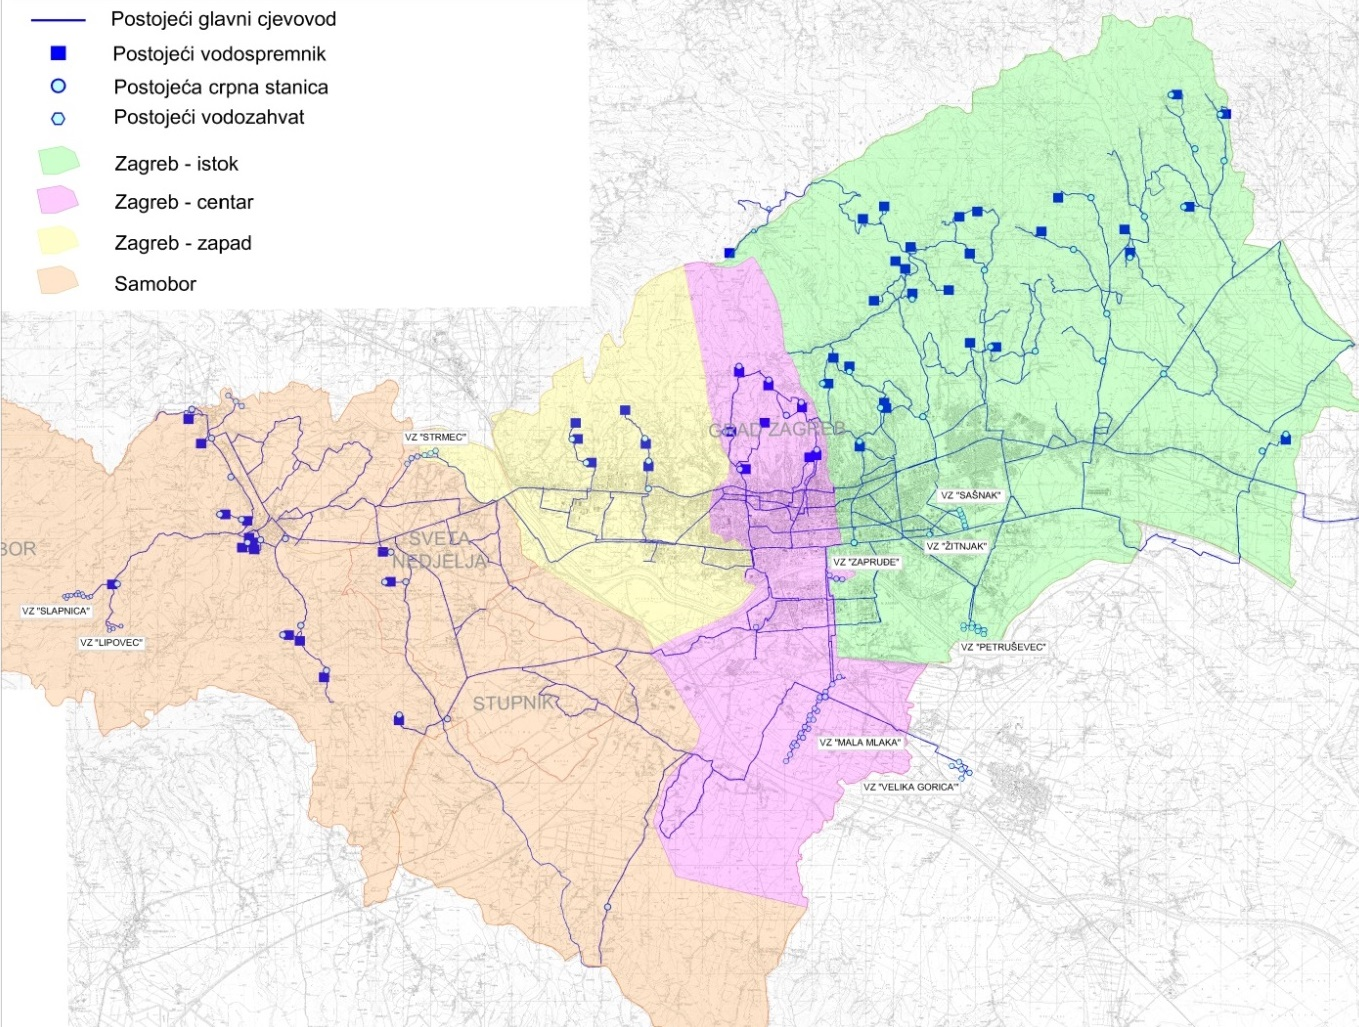 Postojeći glavni cjevovod
Postojeći vodospremnik
Postojeća crpna stanica
Postojeći vodozahvat
Zagreb - istok
Zagreb - centar
Zagreb - zapad
Samobor
GRAD ZAGREB
VZ "STRMEC"
VZ "SAŠNAK"
SVETA
NEDJELJA
VZ "ŽITNJAK"
BOR
VZ "ZAPRUĐE"
VZ "SLAPNICA"
VZ "LIPOVEC"
VZ "PETRUŠEVEC"
STUPNIK
VZ "MALA MLAKA"
VZ "VELIKA GORICA"